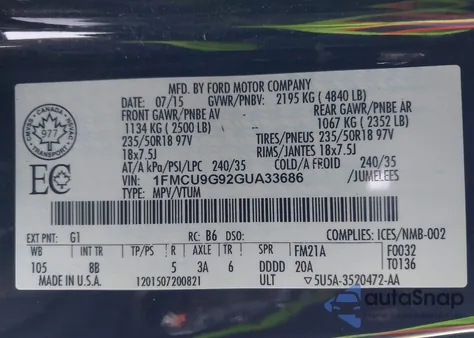 MFD. BY FORD MOTOR COMPANY
DATE: 07/15 GVWR/PNBV: 2195 KG ( 4840 LB)
FRONT GAWR/PNBE AV REAR GAWR/PNBE AR
1134 KG ( 2500 LB) 1067 KG ( 2352 LB)
235/50R18 97V TIRES/PNEUS 235/50R18 97V
18x7.5J RIMS/JANTES 18x7.5J
AT/A kPA/PSI/LPC 240/35 COLD/A FROID 240/35
VIN: 1FMCU9G92GUA33686 /JUMELEES
TYPE: MPV/VTUM
CANADA
977
TRANSPORT
EC
EXT PNT: G1 RC: B6 DSO: COMPLIES: ICES/NMB-002
WB INT TR TP/PS R AXLE TR SPR FM21A F0032
105 BB 5 3A 6 DDDD 20A T0136
MADE IN U.S.A. 1201507200821 ULT ▽5U5A-3520472-AA
autoSnap